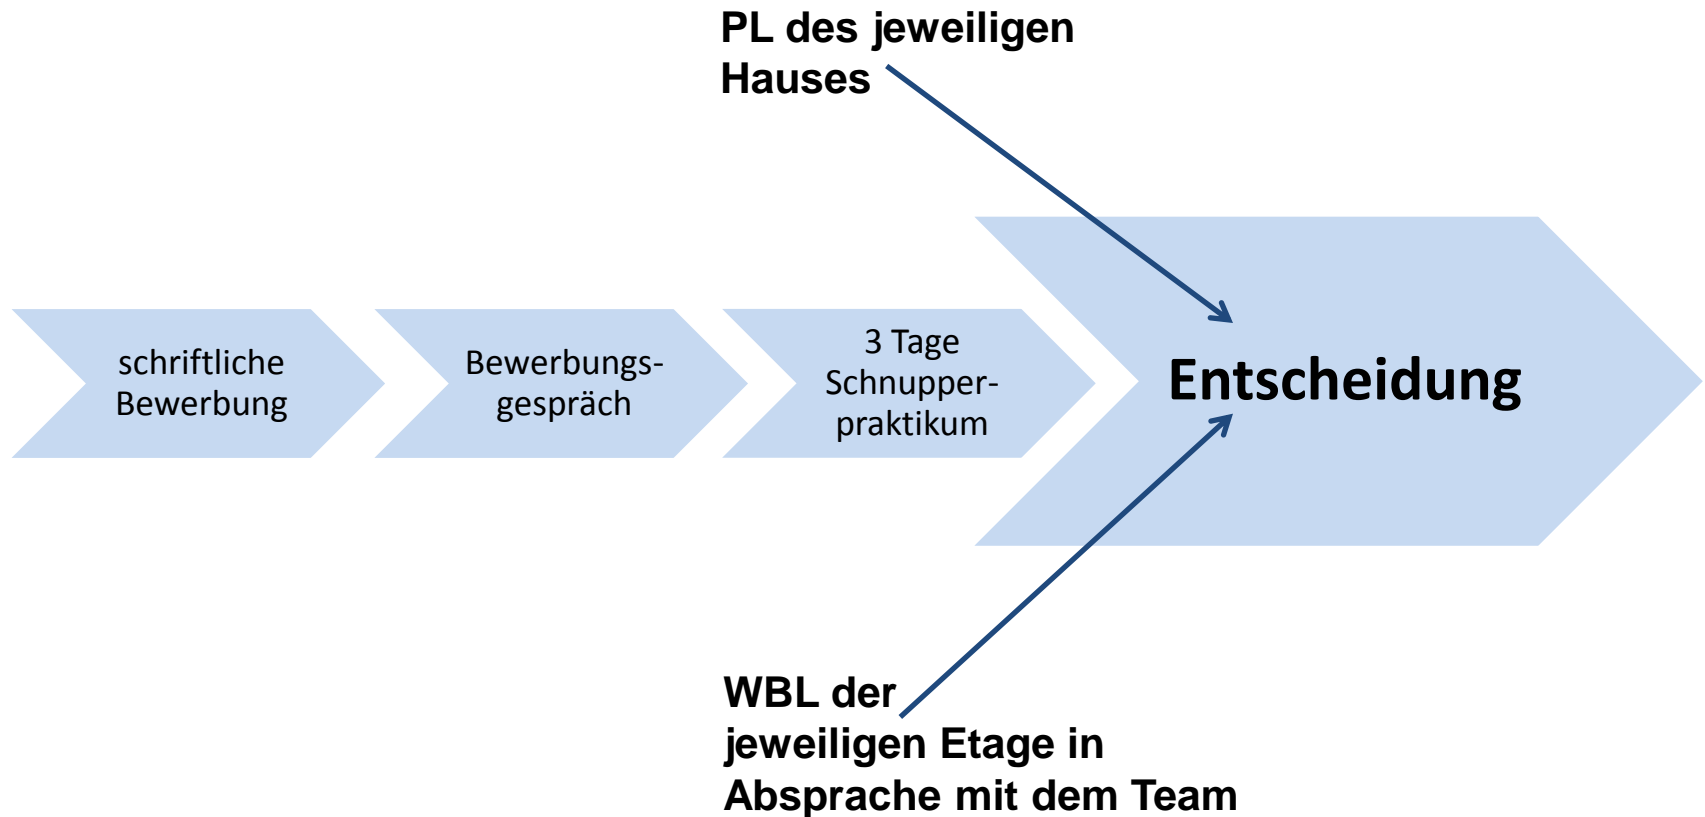 PL des jeweiligen
Hauses
schriftliche
Bewerbung
Bewerbungs-
gespräch
3 Tage
Schnupper-
praktikum
Entscheidung
WBL der
jeweiligen Etage in
Absprache mit dem Team